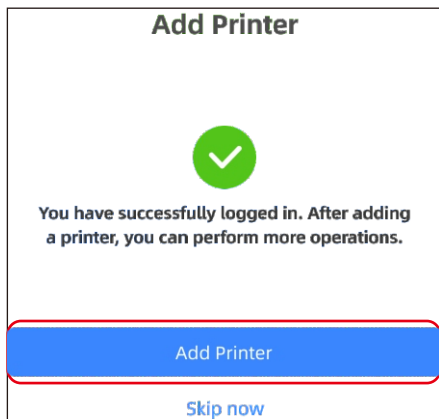 Add Printer
You have successfully logged in. After adding
a printer, you can perform more operations.
Add Printer
Skip now